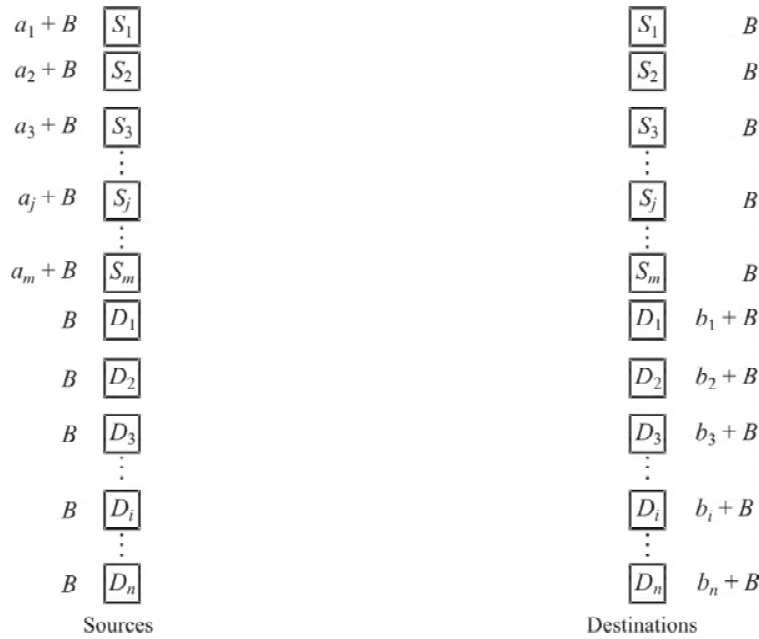 a₁ + B S₁ S₁ B
a₂ + B S₂ S₂ B
a₃ + B S₃ S₃ B
aⱼ + B Sⱼ Sⱼ B
aₘ + B Sₘ Sₘ B
B D₁ D₁ b₁ + B
B D₂ D₂ b₂ + B
B D₃ D₃ b₃ + B
B Dᵢ Dᵢ bᵢ + B
B Dₙ Dₙ bₙ + B
Sources Destinations